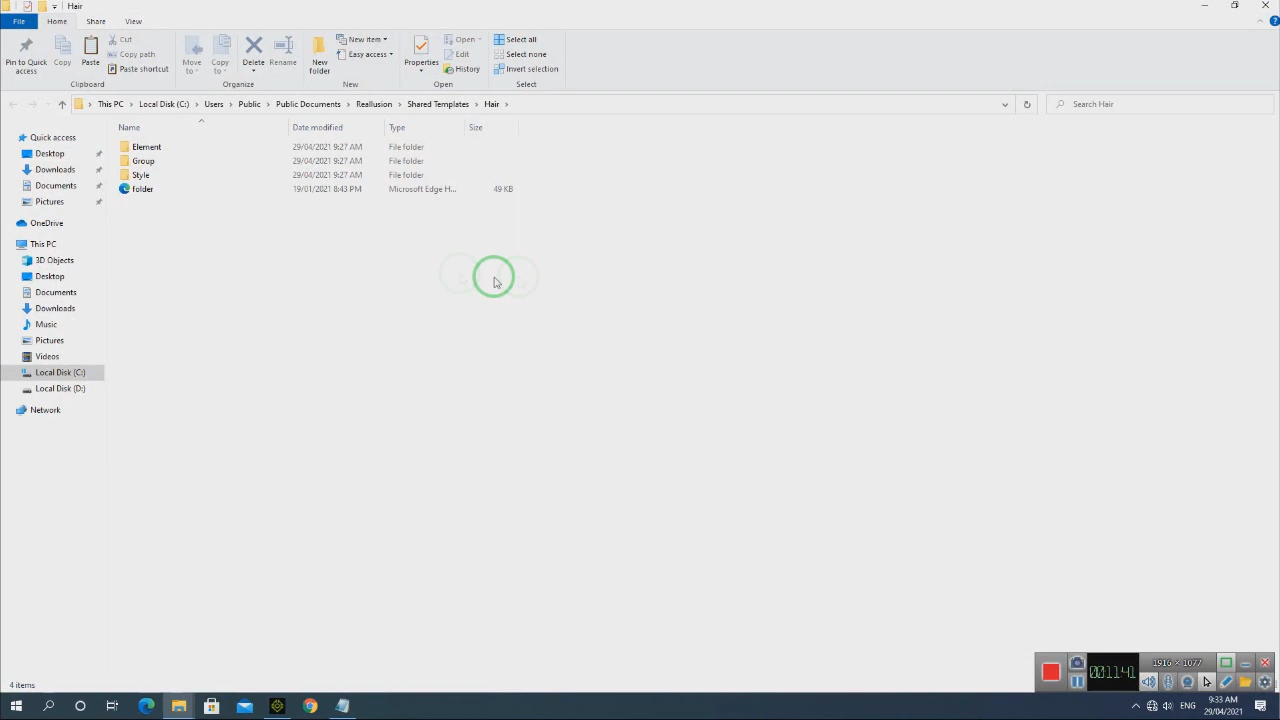 Hair
File Home Share View
Pin to Quick access
Copy
Paste
Cut
Copy path
Paste shortcut
Clipboard
Move to
Copy to
Delete
Rename
Organize
New folder
New item
Easy access
New
Properties
Open
Edit
History
Open
Select all
Select none
Invert selection
Select
This PC > Local Disk (C:) > Users > Public > Public Documents > Reallusion > Shared Templates > Hair >
Search Hair
Name Date modified Type Size
Element 29/04/2021 9:27 AM File folder
Group 29/04/2021 9:27 AM File folder
Style 29/04/2021 9:27 AM File folder
folder 19/01/2021 8:43 PM Microsoft Edge H... 49 KB
Quick access
Desktop
Downloads
Documents
Pictures
OneDrive
This PC
3D Objects
Desktop
Documents
Downloads
Music
Pictures
Videos
Local Disk (C:)
Local Disk (D:)
Network
4 items
1916 × 1077
001141
ENG
9:33 AM
29/04/2021